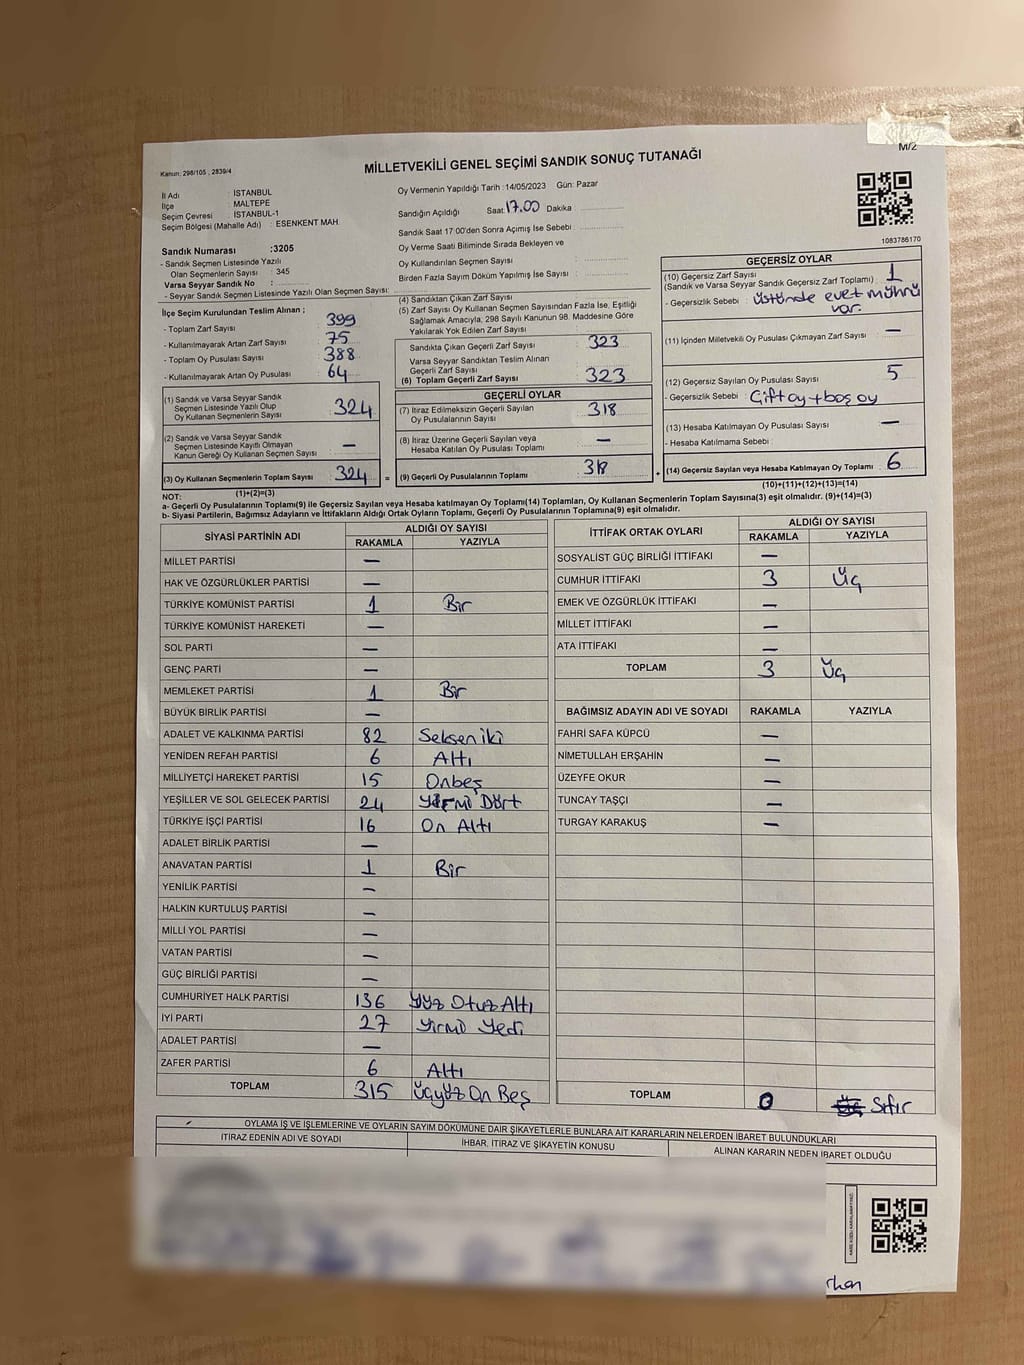 M/2
MİLLETVEKİLİ GENEL SEÇİMİ SANDIK SONUÇ TUTANAĞI
Kanun: 298/105 , 2839/4
İl Adı : İSTANBUL
İlçe : MALTEPE
Seçim Çevresi : İSTANBUL-1
Seçim Bölgesi (Mahalle Adı) : ESENKENT MAH.
Sandık Numarası :3205
- Sandık Seçmen Listesinde Yazılı
Olan Seçmenlerin Sayısı : 345
Varsa Seyyar Sandık No :
- Seyyar Sandık Seçmen Listesinde Yazılı Olan Seçmen Sayısı:
İlçe Seçim Kurulundan Teslim Alınan ;
- Toplam Zarf Sayısı : 399
- Kullanılmayarak Artan Zarf Sayısı : 75
- Toplam Oy Pusulası Sayısı : 388
- Kullanılmayarak Artan Oy Pusulası : 64
(1) Sandık ve Varsa Seyyar Sandık
Seçmen Listesinde Yazılı Olup
Oy Kullanan Seçmenlerin Sayısı : 324
(2) Sandık ve Varsa Seyyar Sandık
Seçmen Listesinde Kayıtlı Olmayan
Kanun Gereği Oy Kullanan Seçmen Sayısı : —
(3) Oy Kullanan Seçmenlerin Toplam Sayısı : 324
(1)+(2)=(3)
Oy Vermenin Yapıldığı Tarih :14/05/2023 Gün: Pazar
Sandığın Açıldığı Saat 17.00 Dakika :
Sandık Saat 17:00'den Sonra Açımış İse Sebebi :
Oy Verme Saati Bitiminde Sırada Bekleyen ve
Oy Kullandırılan Seçmen Sayısı :
Birden Fazla Sayım Döküm Yapılmış İse Sayısı :
(4) Sandıktan Çıkan Zarf Sayısı :
(5) Zarf Sayısı Oy Kullanan Seçmen Sayısından Fazla İse, Eşitliği
Sağlamak Amacıyla, 298 Sayılı Kanunun 98. Maddesine Göre
Yakılarak Yok Edilen Zarf Sayısı :
Sandıkta Çıkan Geçerli Zarf Sayısı : 323
Varsa Seyyar Sandıktan Teslim Alınan
Geçerli Zarf Sayısı :
(6) Toplam Geçerli Zarf Sayısı : 323
GEÇERLİ OYLAR
(7) İtiraz Edilmeksizin Geçerli Sayılan
Oy Pusulasının Sayısı : 318
(8) İtiraz Üzerine Geçerli Sayılan veya
Hesaba Katılan Oy Pusulası Toplamı : —
= (9) Geçerli Oy Pusulalarının Toplamı : 318
1083786170
GEÇERSİZ OYLAR
(10) Geçersiz Zarf Sayısı
(Sandık ve Varsa Seyyar Sandık Geçersiz Zarf Toplamı) : 1
- Geçersizlik Sebebi : üstünde evet mührü
var.
(11) İçinden Milletvekili Oy Pusulası Çıkmayan Zarf Sayısı : —
(12) Geçersiz Sayılan Oy Pusulası Sayısı : 5
- Geçersizlik Sebebi : Çift oy+boş oy
(13) Hesaba Katılmayan Oy Pusulası Sayısı : —
- Hesaba Katılmama Sebebi :
+ (14) Geçersiz Sayılan veya Hesaba Katılmayan Oy Toplamı : 6
(10)+(11)+(12)+(13)=(14)
NOT:
a- Geçerli Oy Pusulalarının Toplamı(9) ile Geçersiz Sayılan veya Hesaba katılmayan Oy Toplamı(14) Toplamları, Oy Kullanan Seçmenlerin Toplam Sayısına(3) eşit olmalıdır. (9)+(14)=(3)
b- Siyasi Partilerin, Bağımsız Adayların ve İttifakların Aldığı Ortak Oyların Toplamı, Geçerli Oy Pusulalarının Toplamına(9) eşit olmalıdır.
SİYASİ PARTİNİN ADI ALDIĞI OY SAYISI
RAKAMLA YAZIYLA
MİLLET PARTİSİ —
HAK VE ÖZGÜRLÜKLER PARTİSİ —
TÜRKİYE KOMÜNİST PARTİSİ 1 Bir
TÜRKİYE KOMÜNİST HAREKETİ —
SOL PARTİ —
GENÇ PARTİ —
MEMLEKET PARTİSİ 1 Bir
BÜYÜK BİRLİK PARTİSİ —
ADALET VE KALKINMA PARTİSİ 82 Seksen iki
YENİDEN REFAH PARTİSİ 6 Altı
MİLLİYETÇİ HAREKET PARTİSİ 15 Onbeş
YEŞİLLER VE SOL GELECEK PARTİSİ 24 Yirmi Dört
TÜRKİYE İŞÇİ PARTİSİ 16 On Altı
ADALET BİRLİK PARTİSİ —
ANAVATAN PARTİSİ 1 Bir
YENİLİK PARTİSİ —
HALKIN KURTULUŞ PARTİSİ —
MİLLİ YOL PARTİSİ —
VATAN PARTİSİ —
GÜÇ BİRLİĞİ PARTİSİ —
CUMHURİYET HALK PARTİSİ 136 Yüz Otuz Altı
İYİ PARTİ 27 Yirmi Yedi
ADALET PARTİSİ —
ZAFER PARTİSİ 6 Altı
TOPLAM 315 Üçyüz On Beş
İTTİFAK ORTAK OYLARI ALDIĞI OY SAYISI
RAKAMLA YAZIYLA
SOSYALİST GÜÇ BİRLİĞİ İTTİFAKI —
CUMHUR İTTİFAKI 3 Üç
EMEK VE ÖZGÜRLÜK İTTİFAKI —
MİLLET İTTİFAKI —
ATA İTTİFAKI —
TOPLAM 3 Üç
BAĞIMSIZ ADAYIN ADI VE SOYADI RAKAMLA YAZIYLA
FAHRİ SAFA KÜPCÜ —
NİMETULLAH ERŞAHİN —
ÜZEYFE OKUR —
TUNCAY TAŞÇI —
TURGAY KARAKUŞ —
TOPLAM 0 Sıfır
OYLAMA İŞ VE İŞLEMLERİNE VE OYLARIN SAYIM DÖKÜMÜNE DAİR ŞİKAYETLERLE BUNLARA AİT KARARLARIN NELERDEN İBARET BULUNDUKLARI
İTİRAZ EDENİN ADI VE SOYADI İHBAR, İTİRAZ VE ŞİKAYETİN KONUSU ALINAN KARARIN NEDEN İBARET OLDUĞU